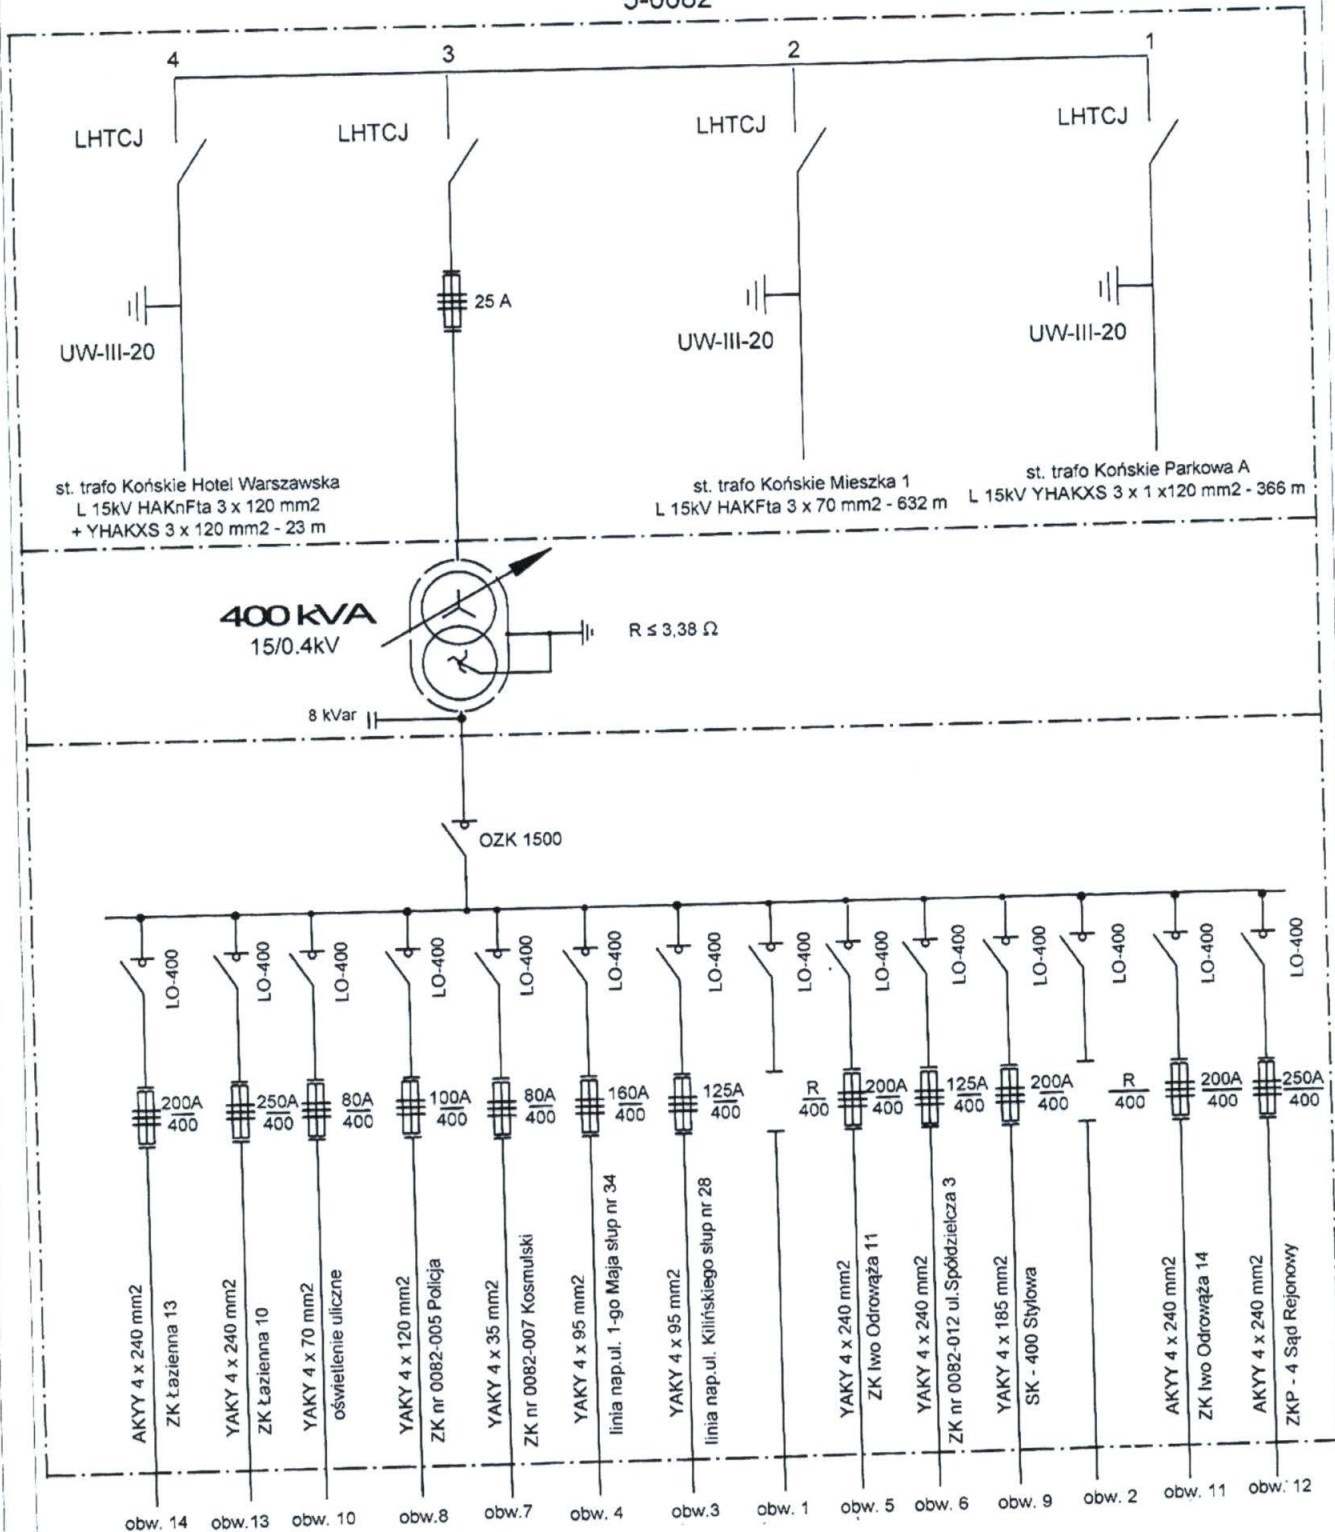 4
3
2
1
LHTCJ
LHTCJ
LHTCJ
LHTCJ
25 A
UW-III-20
UW-III-20
UW-III-20
st. trafo Końskie Hotel Warszawska
L 15kV HAKnFta 3 x 120 mm2
+ YHAKXS 3 x 120 mm2 - 23 m
st. trafo Końskie Mieszka 1
L 15kV HAKFta 3 x 70 mm2 - 632 m
st. trafo Końskie Parkowa A
L 15kV YHAKXS 3 x 1 x120 mm2 - 366 m
400 kVA
15/0.4kV
R ≤ 3,38 Ω
8 kVar
OZK 1500
LO-400
LO-400
LO-400
LO-400
LO-400
LO-400
LO-400
LO-400
LO-400
LO-400
LO-400
LO-400
LO-400
LO-400
200A
400
250A
400
80A
400
100A
400
80A
400
160A
400
125A
400
R
400
200A
400
125A
400
200A
400
R
400
200A
400
250A
400
AKYY 4 x 240 mm2
ZK Łazienna 13
YAKY 4 x 240 mm2
ZK Łazienna 10
YAKY 4 x 70 mm2
oświetlenie uliczne
YAKY 4 x 120 mm2
ZK nr 0082-005 Policja
YAKY 4 x 35 mm2
ZK nr 0082-007 Kosmulski
YAKY 4 x 95 mm2
linia nap.ul. 1-go Maja słup nr 34
YAKY 4 x 95 mm2
linia nap.ul. Kilińskiego słup nr 28
YAKY 4 x 240 mm2
ZK Iwo Odrowąża 11
YAKY 4 x 240 mm2
ZK nr 0082-012 ul.Spółdzielcza 3
YAKY 4 x 185 mm2
SK - 400 Stylowa
AKYY 4 x 240 mm2
ZK Iwo Odrowąża 14
AKYY 4 x 240 mm2
ZKP - 4 Sąd Rejonowy
obw. 14
obw.13
obw. 10
obw.8
obw.7
obw. 4
obw.3
obw. 1
obw. 5
obw. 6
obw. 9
obw. 2
obw. 11
obw. 12